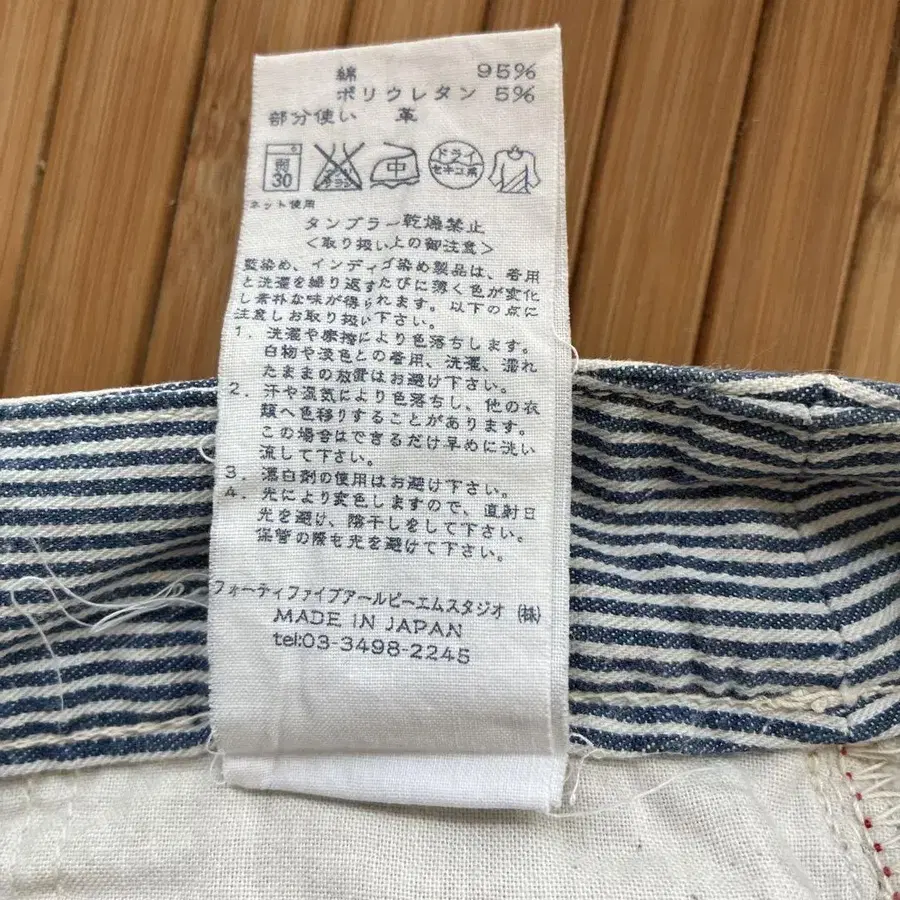 綿 95%
ポリウレタン 5%
部分使い 革
弱
30
エンソ
サラシ
中
ドライ
セキユ系
ネット使用
タンブラー乾燥禁止
<取り扱い上の御注意>
藍染め、インディゴ染め製品は、着用
と洗濯を繰り返すたびに薄く色が変化
し素朴な味が得られます。以下の点に
注意しお取り扱い下さい。
1. 洗濯や摩擦により色落ちします。
白物や淡色との着用、洗濯、濡れ
たままの放置はお避け下さい。
2. 汗や湿気により色落ちし、他の衣
類へ色移りすることがあります。
この場合はできるだけ早めに洗い
流して下さい。
3. 漂白剤の使用はお避け下さい。
4. 光により変色しますので、直射日
光を避け、陰干しをして下さい。
保管の際も光を避けて下さい。
フォーティファイブアールピーエムスタジオ(株)
MADE IN JAPAN
tel:03-3498-2245